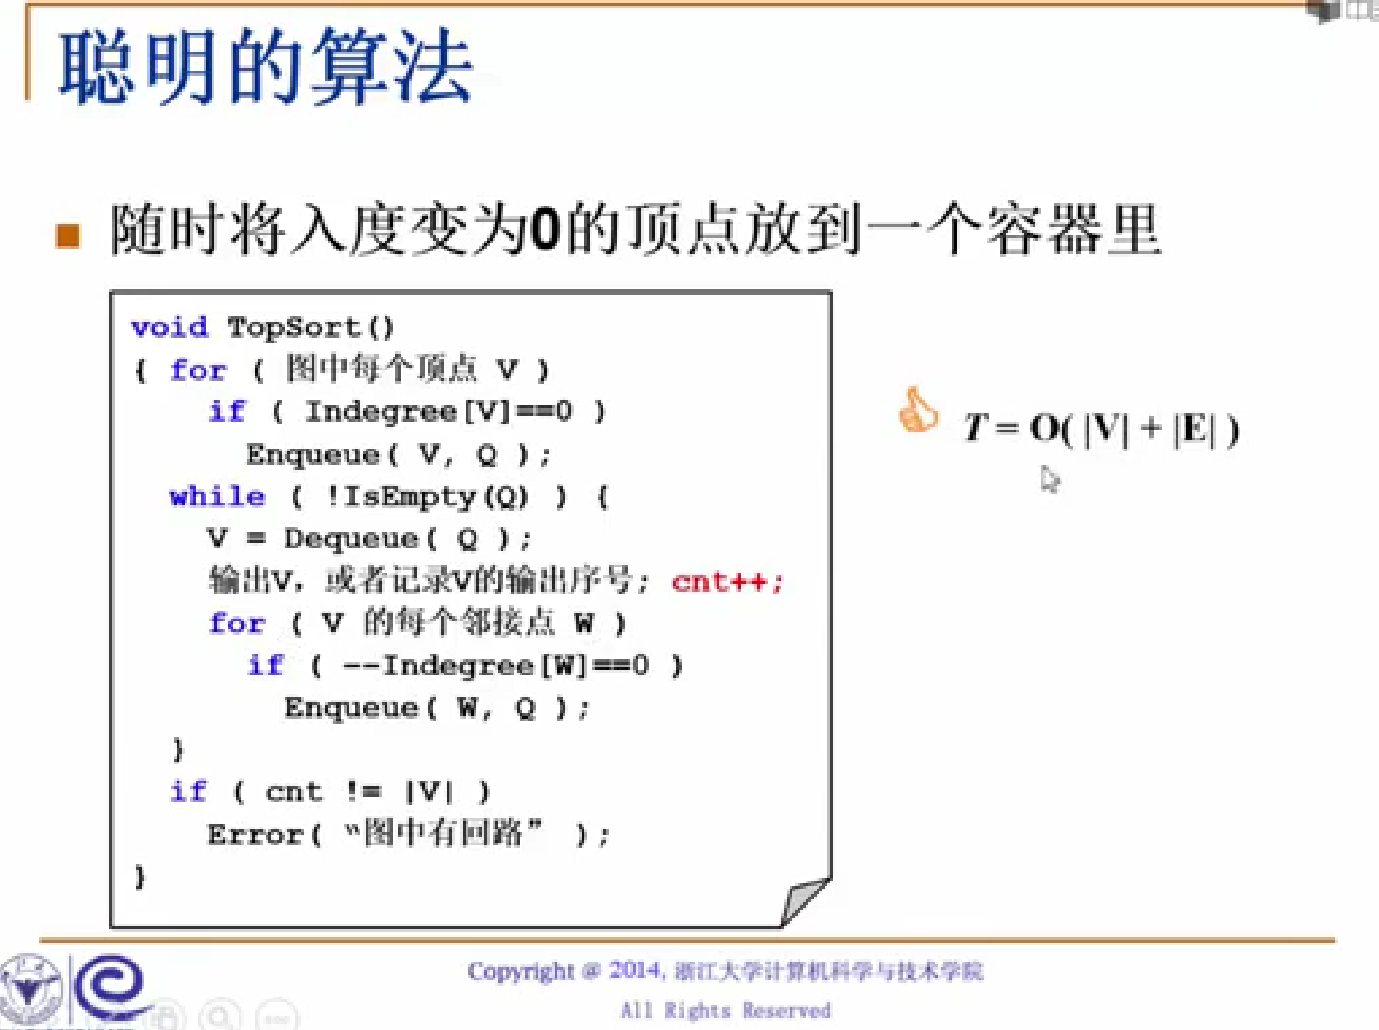 聪明的算法
随时将入度变为0的顶点放到一个容器里
void TopSort()
{ for ( 图中每个顶点 V )
if ( Indegree[V]==0 )
Enqueue( V, Q );
while ( !IsEmpty(Q) ) {
V = Dequeue( Q );
输出V，或者记录V的输出序号; cnt++;
for ( V 的每个邻接点 W )
if ( --Indegree[W]==0 )
Enqueue( W, Q );
}
if ( cnt != |V| )
Error( “图中有回路” );
}
T = O( |V| + |E| )
Copyright @ 2014, 浙江大学计算机科学与技术学院
All Rights Reserved